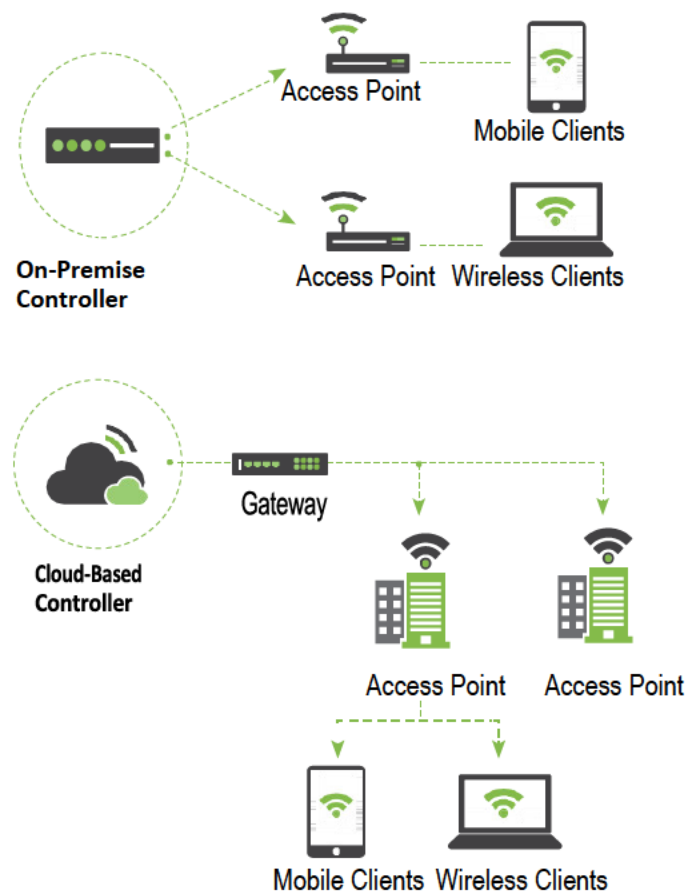 Access Point
Mobile Clients
Access Point
Wireless Clients
On-Premise
Controller
Gateway
Cloud-Based
Controller
Access Point
Access Point
Mobile Clients
Wireless Clients